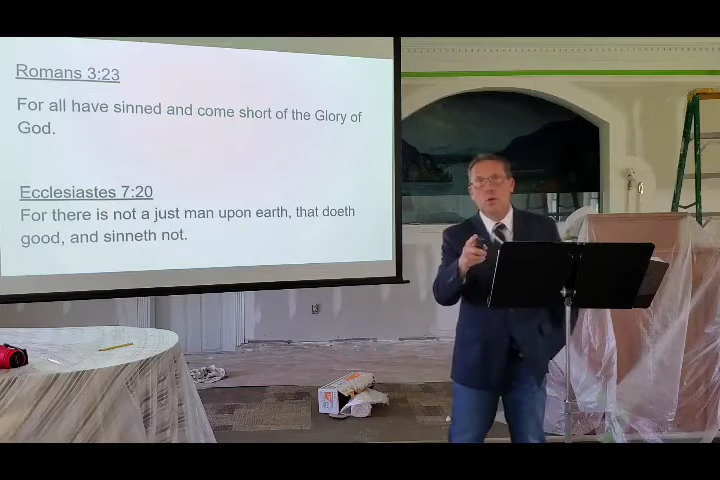 Romans 3:23
For all have sinned and come short of the Glory of
God.
Ecclesiastes 7:20
For there is not a just man upon earth, that doeth
good, and sinneth not.